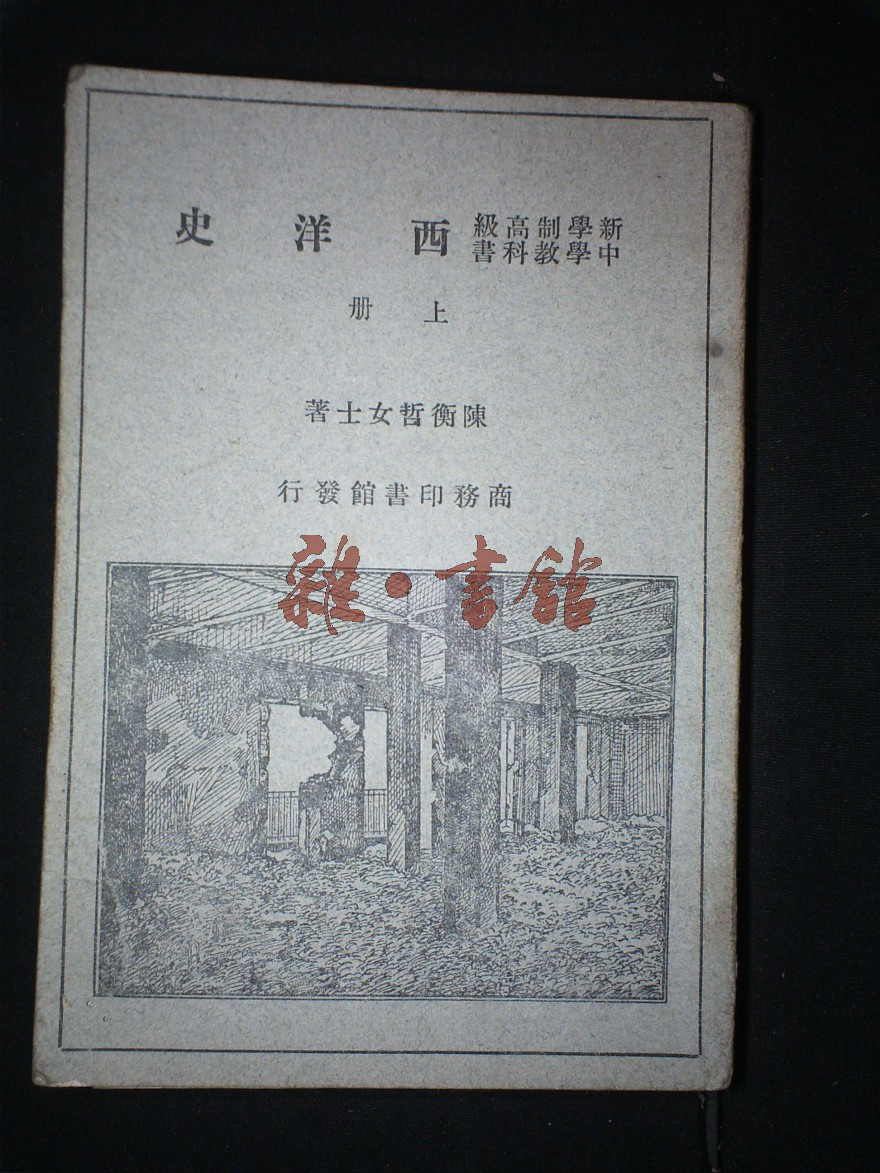 新學制高級
中學教科書
西洋史
上册
陳衡哲女士著
商務印書館發行
雜·書館